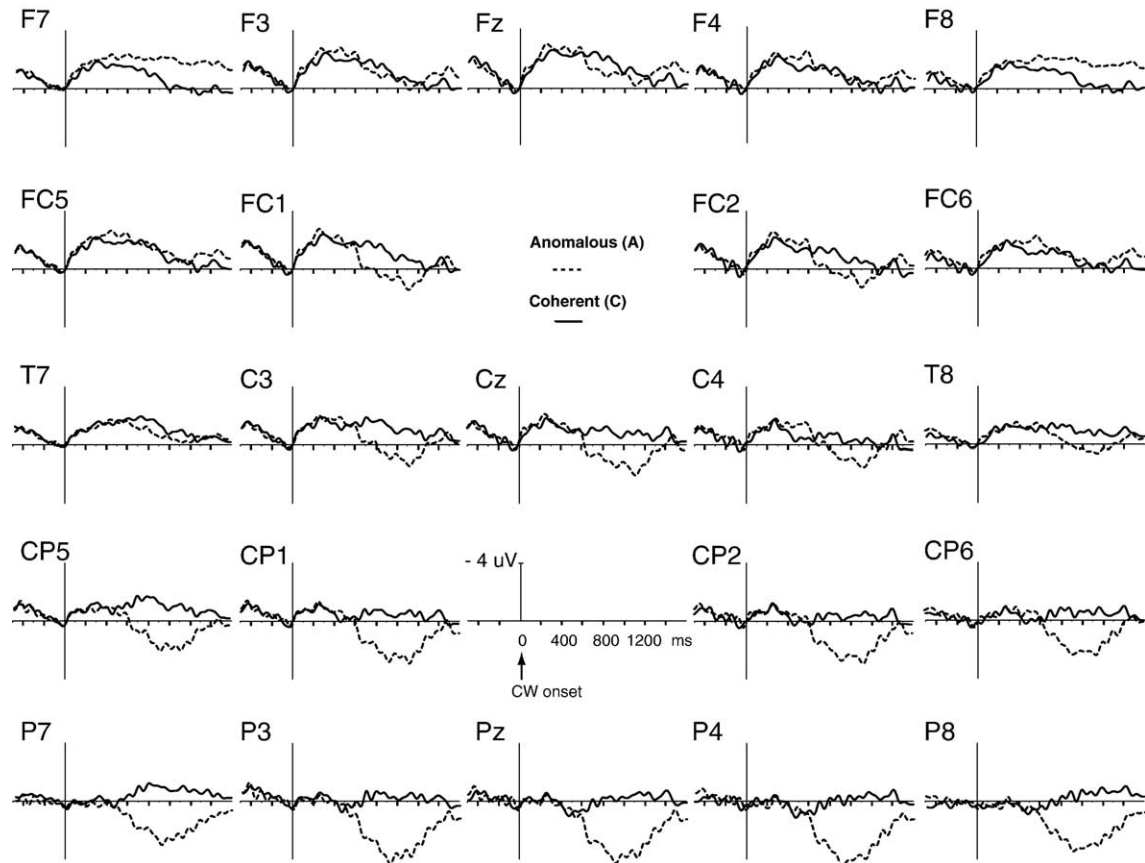 F7 F3 Fz F4 F8
FC5 FC1 FC2 FC6
Anomalous (A)
Coherent (C)
T7 C3 Cz C4 T8
CP5 CP1 CP2 CP6
- 4 uV
0 400 800 1200 ms
CW onset
P7 P3 Pz P4 P8